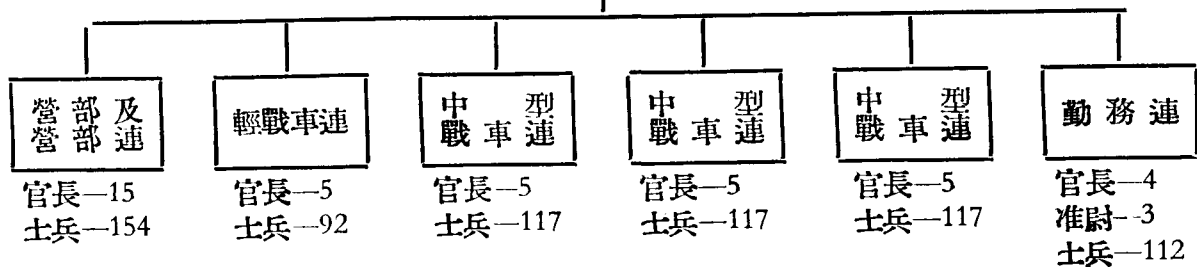 營部及
營部連
官長—15
士兵—154
輕戰車連
官長—5
士兵—92
中型
戰車連
官長—5
士兵—117
中型
戰車連
官長—5
士兵—117
中型
戰車連
官長—5
士兵—117
勤務連
官長—4
准尉--3
士兵—112